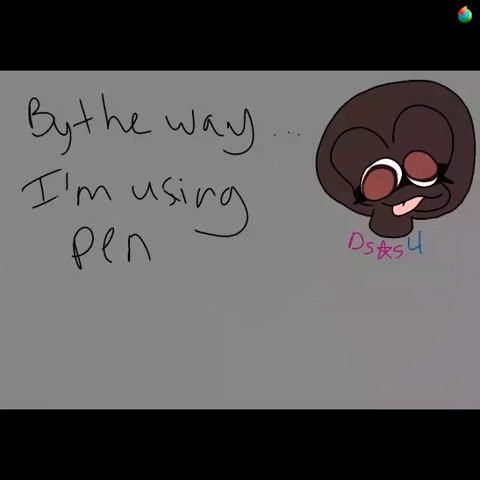 By the way...
I'm using
pen
Ds☆s4